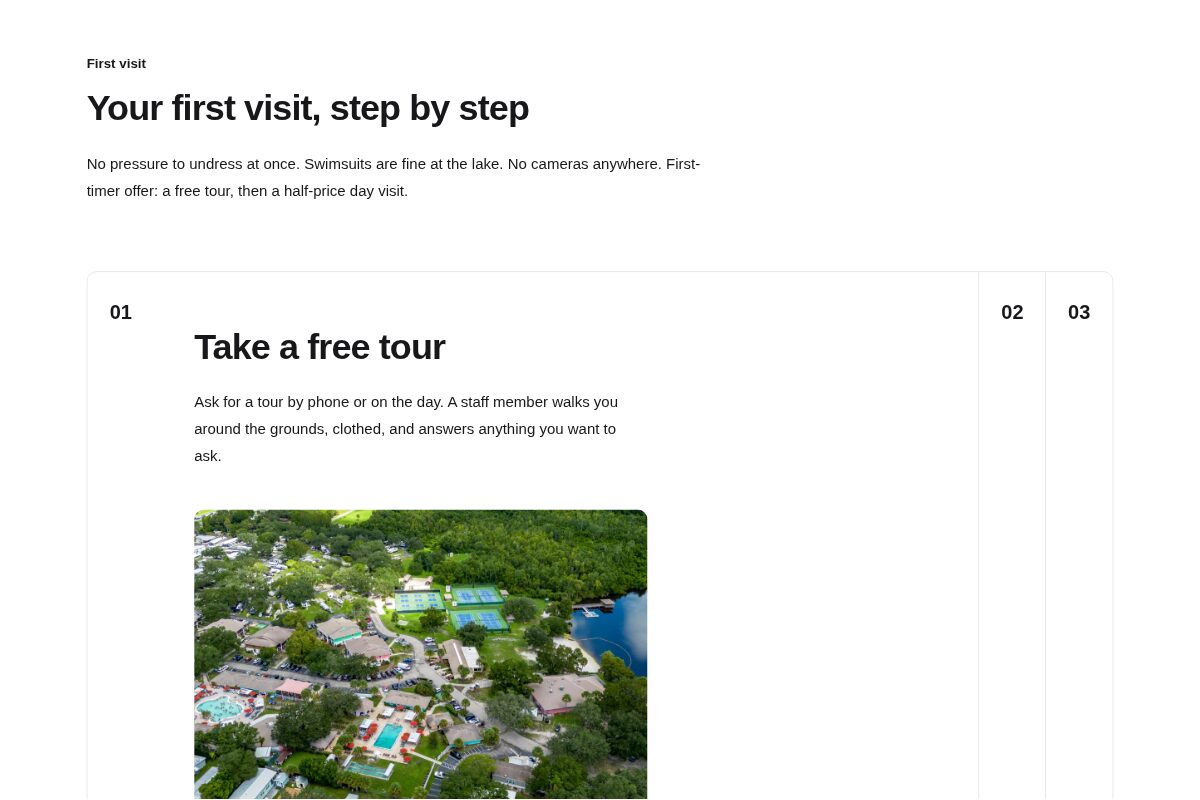 First visit
Your first visit, step by step
No pressure to undress at once. Swimsuits are fine at the lake. No cameras anywhere. First-
timer offer: a free tour, then a half-price day visit.
01
02
03
Take a free tour
Ask for a tour by phone or on the day. A staff member walks you
around the grounds, clothed, and answers anything you want to
ask.